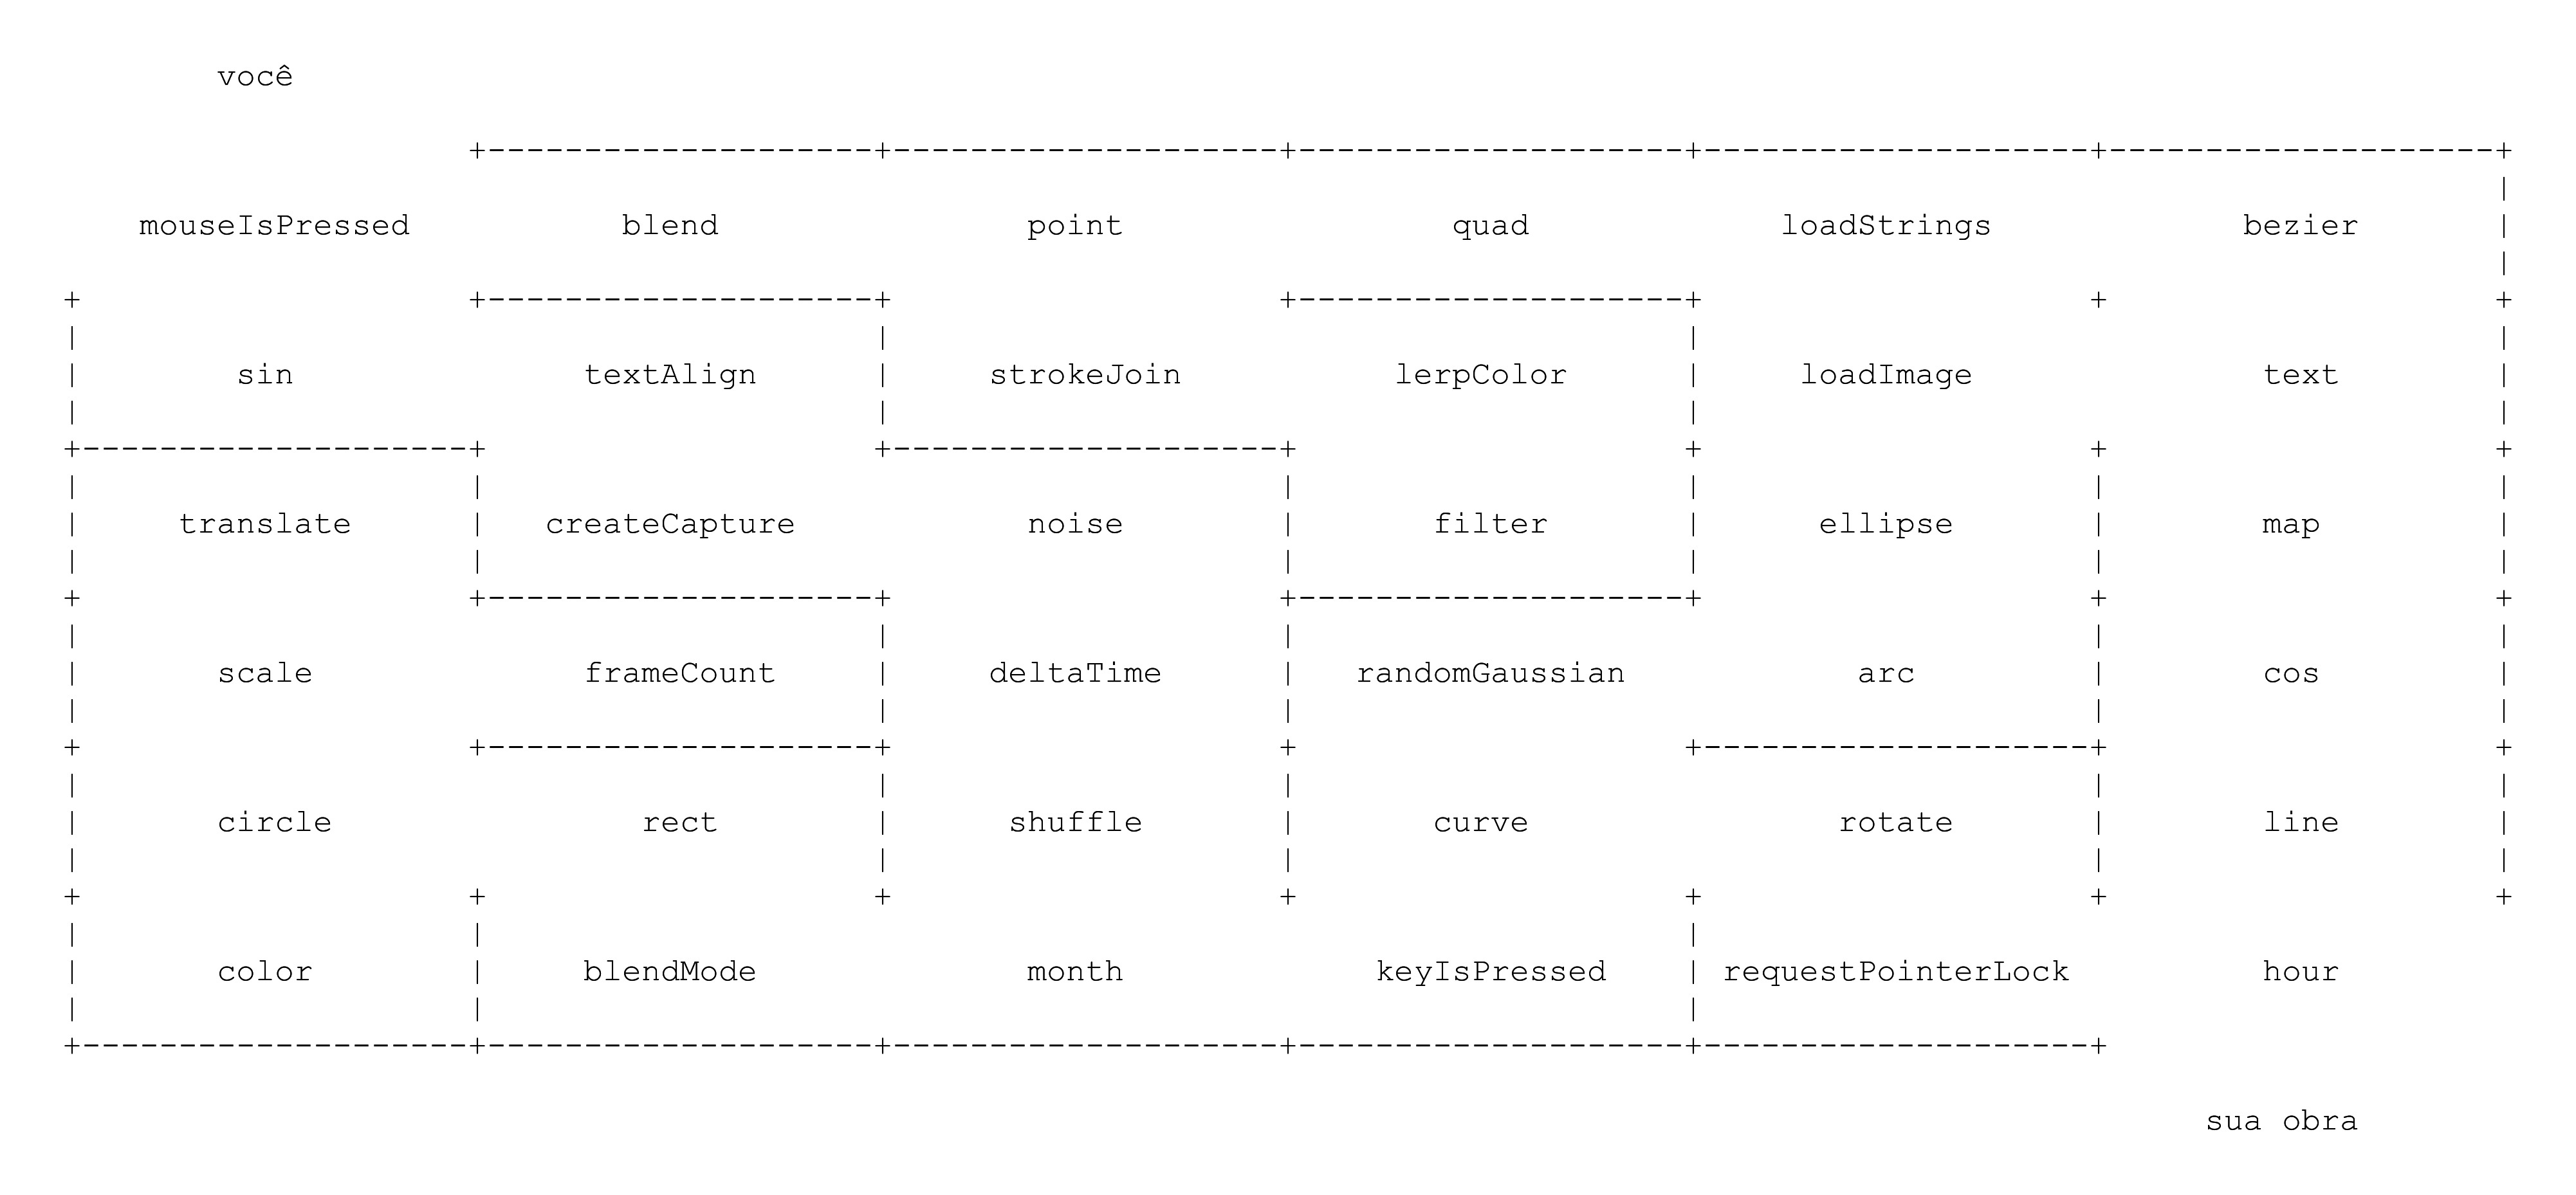 você
mouseIsPressed blend point quad loadStrings bezier
sin textAlign strokeJoin lerpColor loadImage text
translate createCapture noise filter ellipse map
scale frameCount deltaTime randomGaussian arc cos
circle rect shuffle curve rotate line
color blendMode month keyIsPressed requestPointerLock hour
sua obra